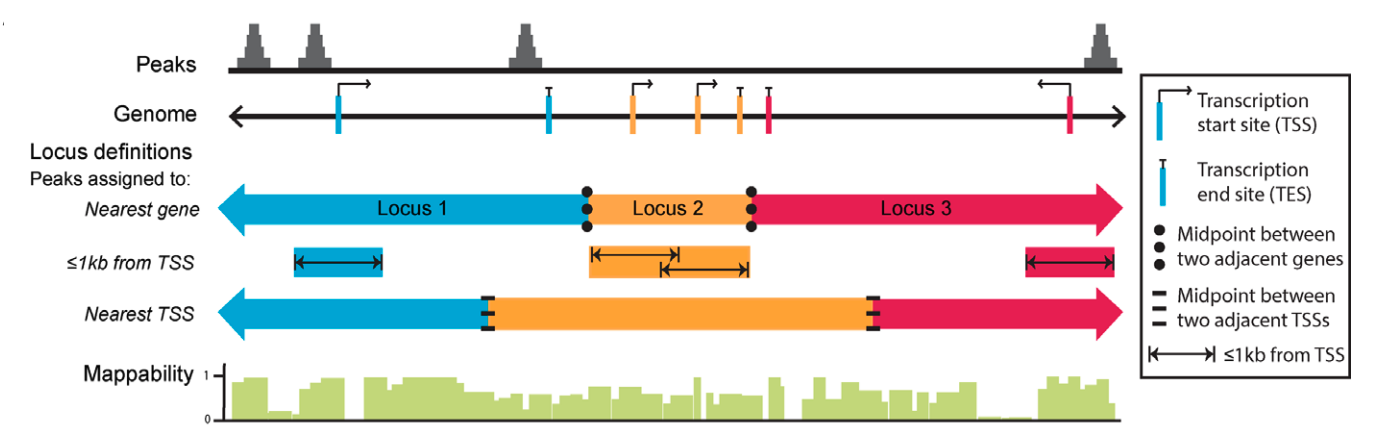 Peaks
Genome
Locus definitions
Peaks assigned to:
Nearest gene
Locus 1
Locus 2
Locus 3
≤1kb from TSS
Nearest TSS
Mappability
1
0
Transcription
start site (TSS)
Transcription
end site (TES)
Midpoint between
two adjacent genes
Midpoint between
two adjacent TSSs
≤1kb from TSS